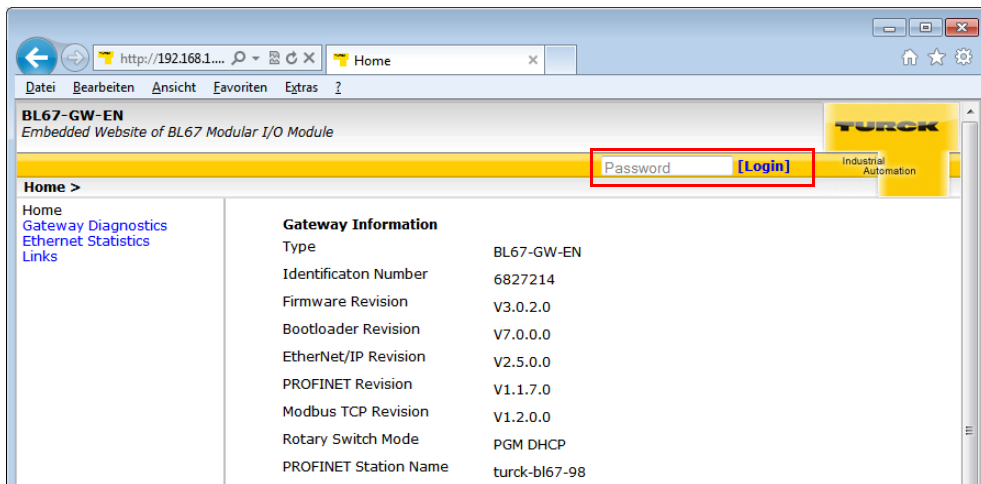 http://192.168.1....
Home
Datei Bearbeiten Ansicht Favoriten Extras ?
BL67-GW-EN
Embedded Website of BL67 Modular I/O Module
TURCK
Industrial
Automation
Password [Login]
Home >
Home
Gateway Diagnostics
Ethernet Statistics
Links
Gateway Information
Type BL67-GW-EN
Identificaton Number 6827214
Firmware Revision V3.0.2.0
Bootloader Revision V7.0.0.0
EtherNet/IP Revision V2.5.0.0
PROFINET Revision V1.1.7.0
Modbus TCP Revision V1.2.0.0
Rotary Switch Mode PGM DHCP
PROFINET Station Name turck-bl67-98